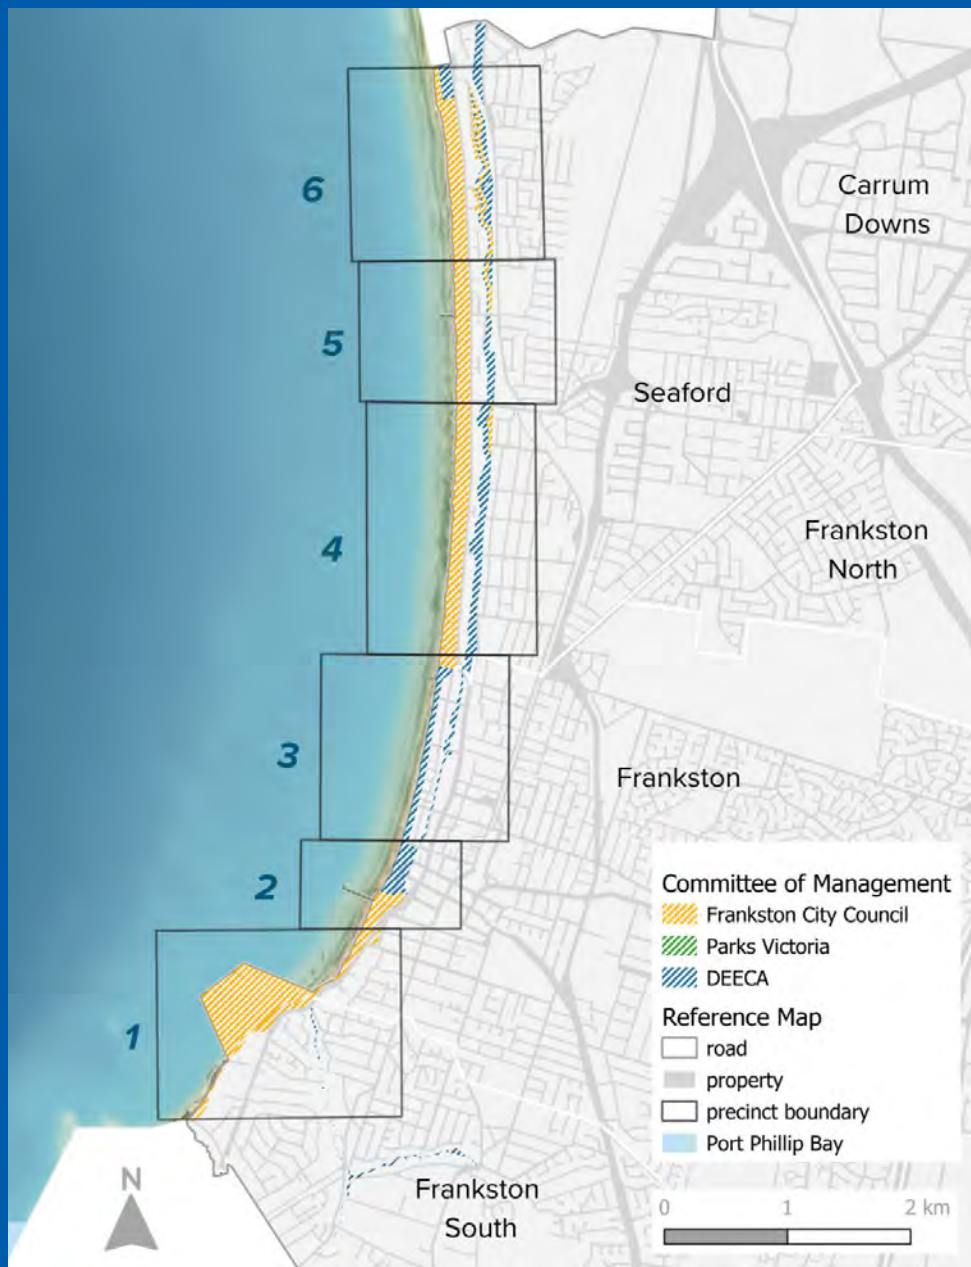 6
Carrum
Downs
5
Seaford
4
Frankston
North
3
Frankston
2
1
Committee of Management
Frankston City Council
Parks Victoria
DEECA
Reference Map
road
property
precinct boundary
Port Phillip Bay
N
Frankston
South
0 1 2 km